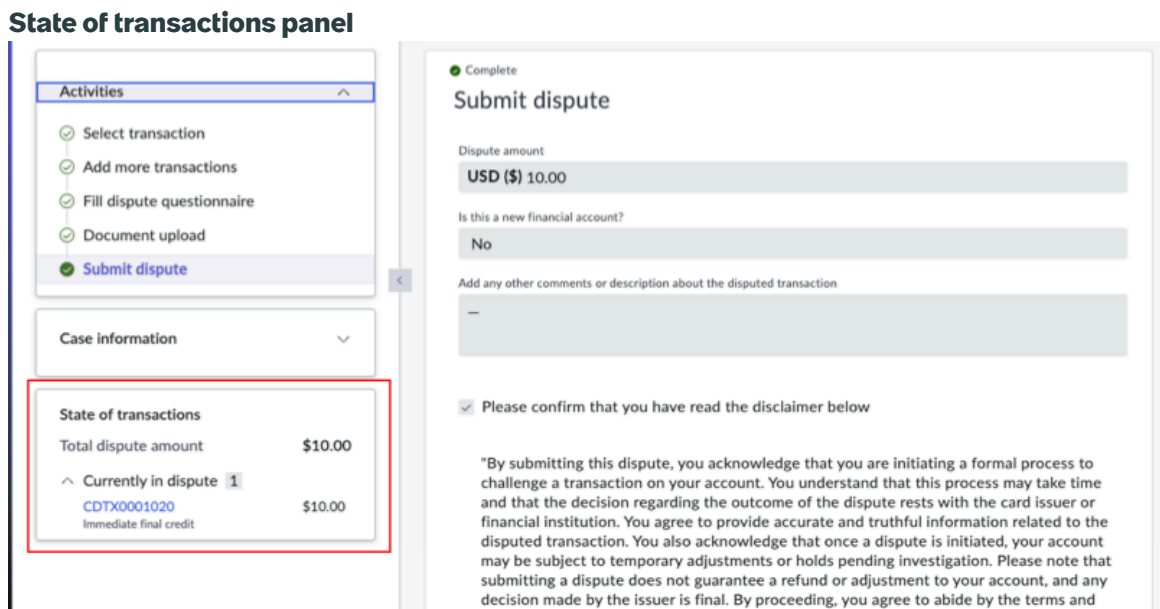 State of transactions panel
Activities
Select transaction
Add more transactions
Fill dispute questionnaire
Document upload
Submit dispute
Case information
State of transactions
Total dispute amount $10.00
Currently in dispute 1
CDTX0001020 $10.00
Immediate final credit
Complete
Submit dispute
Dispute amount
USD ($) 10.00
Is this a new financial account?
No
Add any other comments or description about the disputed transaction
—
Please confirm that you have read the disclaimer below
"By submitting this dispute, you acknowledge that you are initiating a formal process to
challenge a transaction on your account. You understand that this process may take time
and that the decision regarding the outcome of the dispute rests with the card issuer or
financial institution. You agree to provide accurate and truthful information related to the
disputed transaction. You also acknowledge that once a dispute is initiated, your account
may be subject to temporary adjustments or holds pending investigation. Please note that
submitting a dispute does not guarantee a refund or adjustment to your account, and any
decision made by the issuer is final. By proceeding, you agree to abide by the terms and